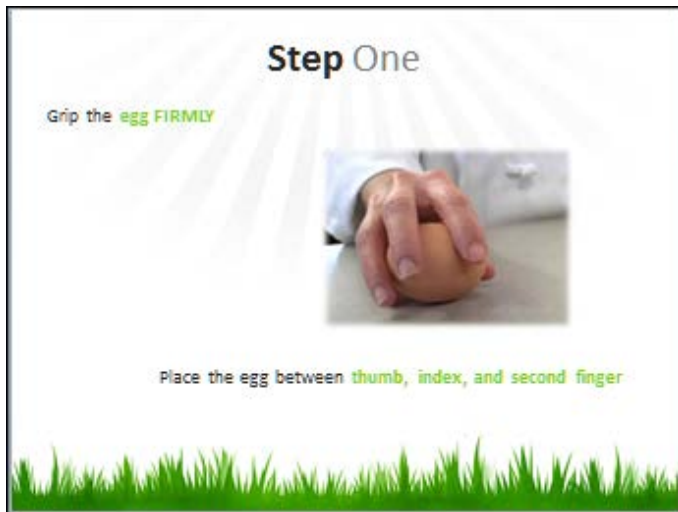 Step One
Grip the egg FIRMLY
Place the egg between thumb, index, and second finger